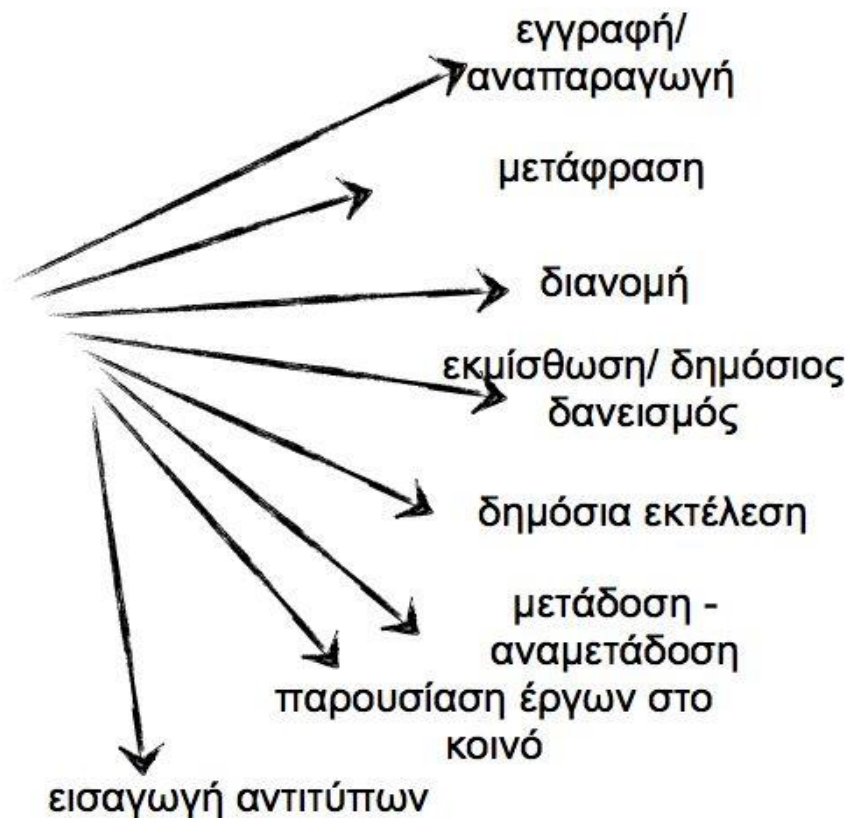 εγγραφή/
αναπαραγωγή
μετάφραση
διανομή
εκμίσθωση/ δημόσιος
δανεισμός
δημόσια εκτέλεση
μετάδοση -
αναμετάδοση
παρουσίαση έργων στο
κοινό
εισαγωγή αντιτύπων